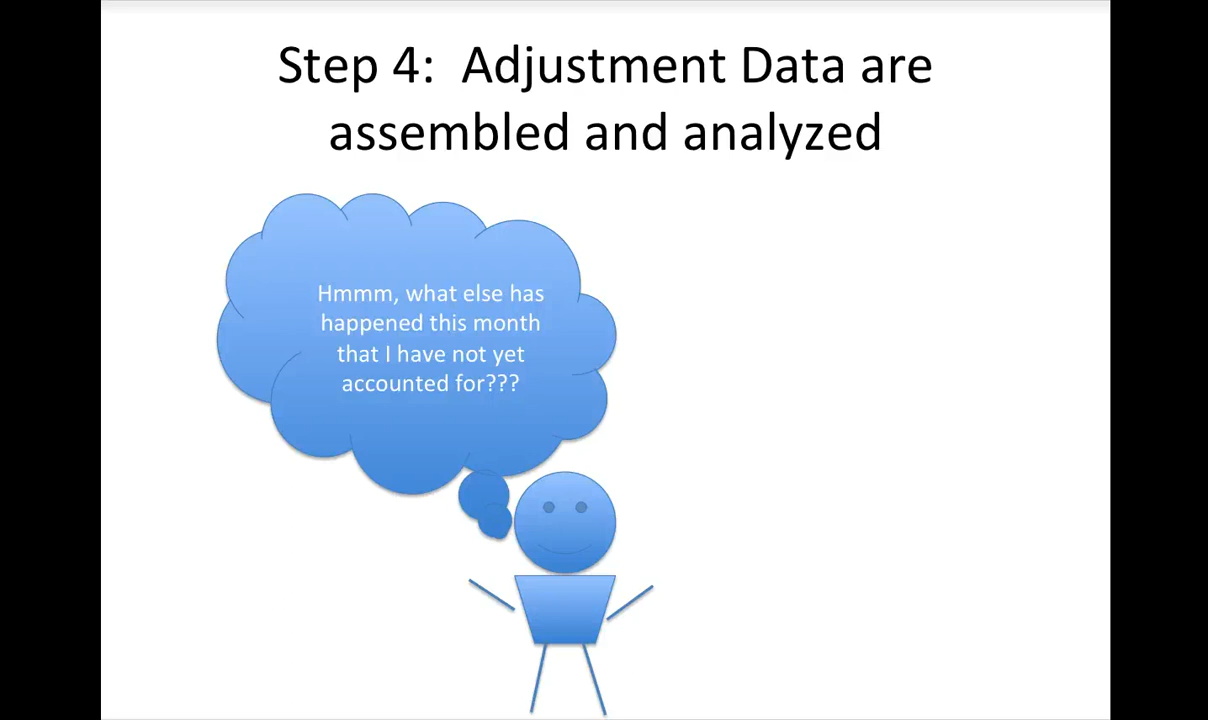 Step 4:  Adjustment Data are
assembled and analyzed
Hmmm, what else has
happened this month
that I have not yet
accounted for???